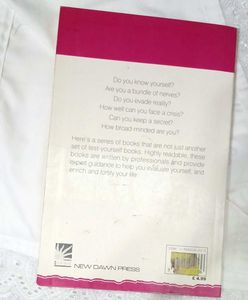 Do you know yourself?
Are you a bundle of nerves?
Do you evade reality?
How well can you face a crisis?
Can you keep a secret?
How broad minded are you?
Here's a series of books that are not just another
set of test-yourself books. Highly readable, these
books are written by professionals and provide
expert guidance to help you evaluate yourself, and
enrich and fortify your life.
NEW DAWN PRESS
£ 4.99